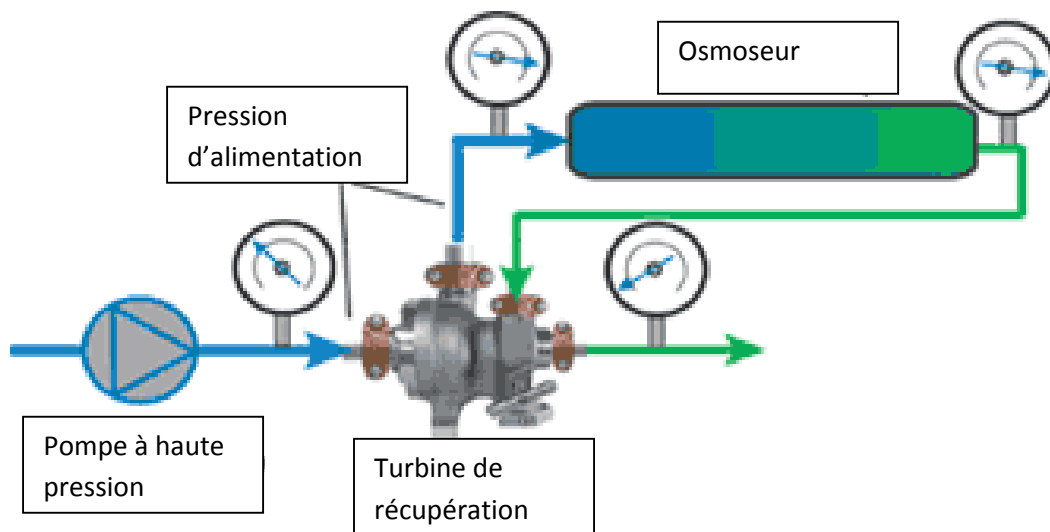 Osmoseur
Pression
d’alimentation
Pompe à haute
pression
Turbine de
récupération